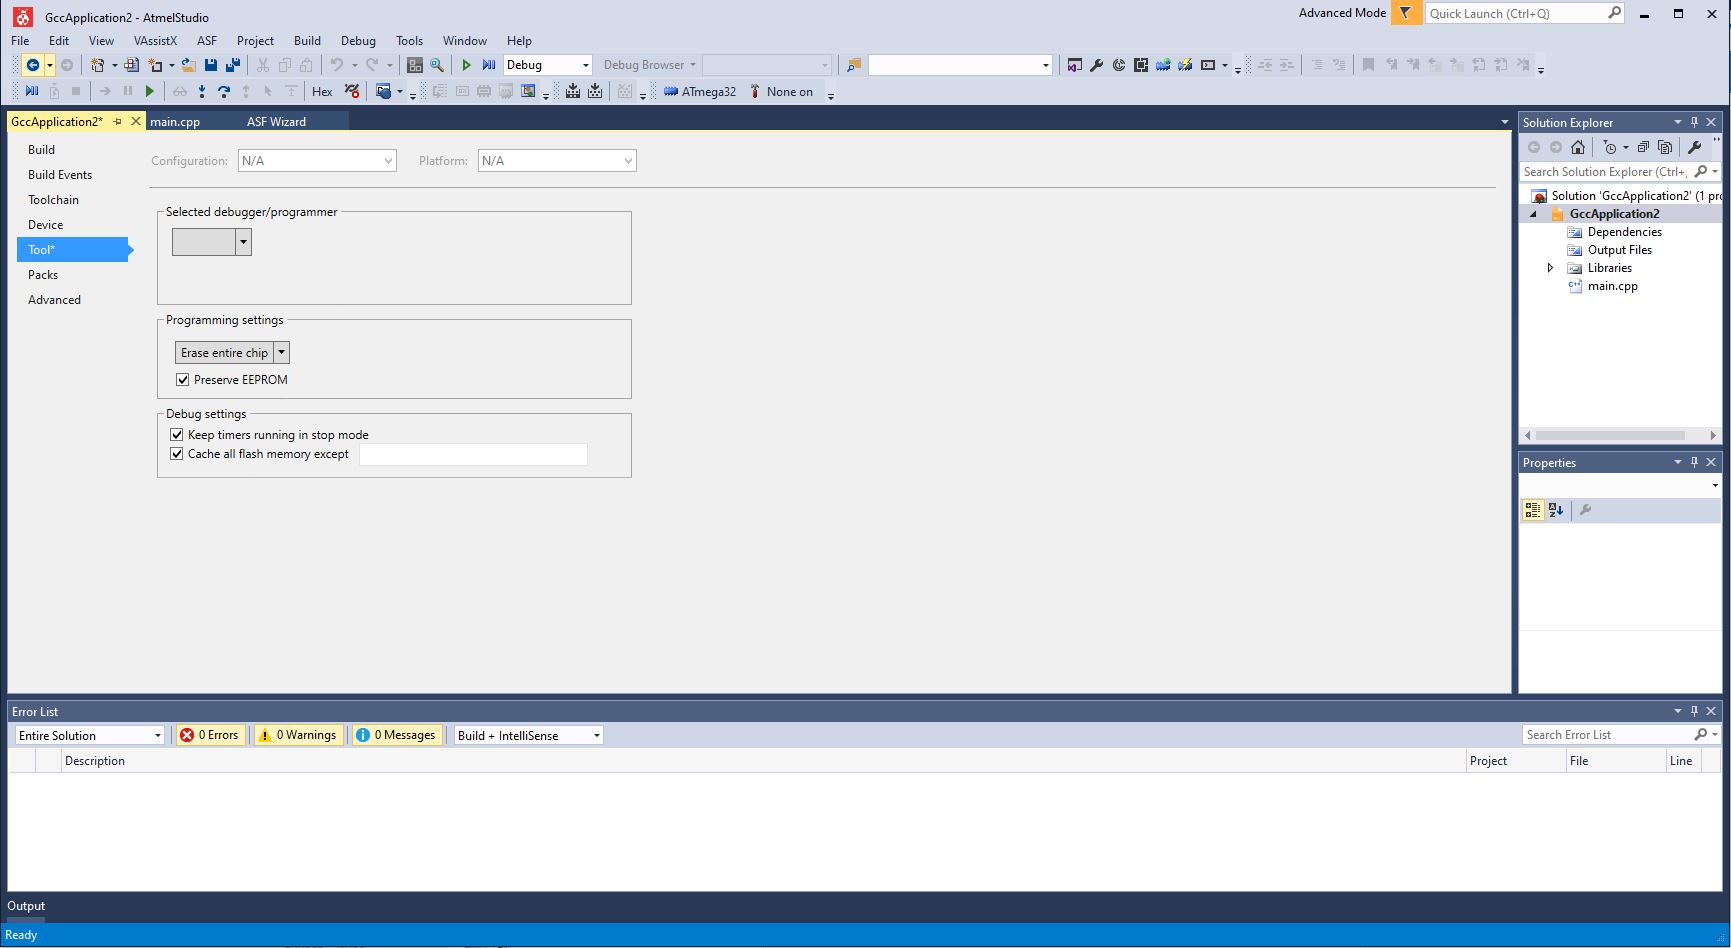 GccApplication2 - AtmelStudio
Advanced Mode
Quick Launch (Ctrl+Q)
File Edit View VAssistX ASF Project Build Debug Tools Window Help
Debug Debug Browser
Hex ATmega32 None on
GccApplication2* main.cpp ASF Wizard
Build
Build Events
Toolchain
Device
Tool*
Packs
Advanced
Configuration: N/A Platform: N/A
Selected debugger/programmer
Programming settings
Erase entire chip
Preserve EEPROM
Debug settings
Keep timers running in stop mode
Cache all flash memory except
Solution Explorer
Search Solution Explorer (Ctrl+;
Solution 'GccApplication2' (1 pro
GccApplication2
Dependencies
Output Files
Libraries
main.cpp
Properties
Error List
Entire Solution 0 Errors 0 Warnings 0 Messages Build + IntelliSense
Search Error List
Description Project File Line
Output
Ready